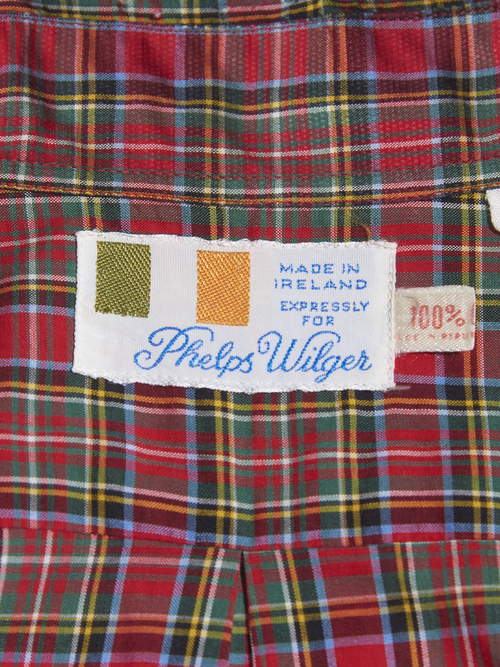 MADE IN
IRELAND
EXPRESSLY
FOR
Phelps Wilger
100%